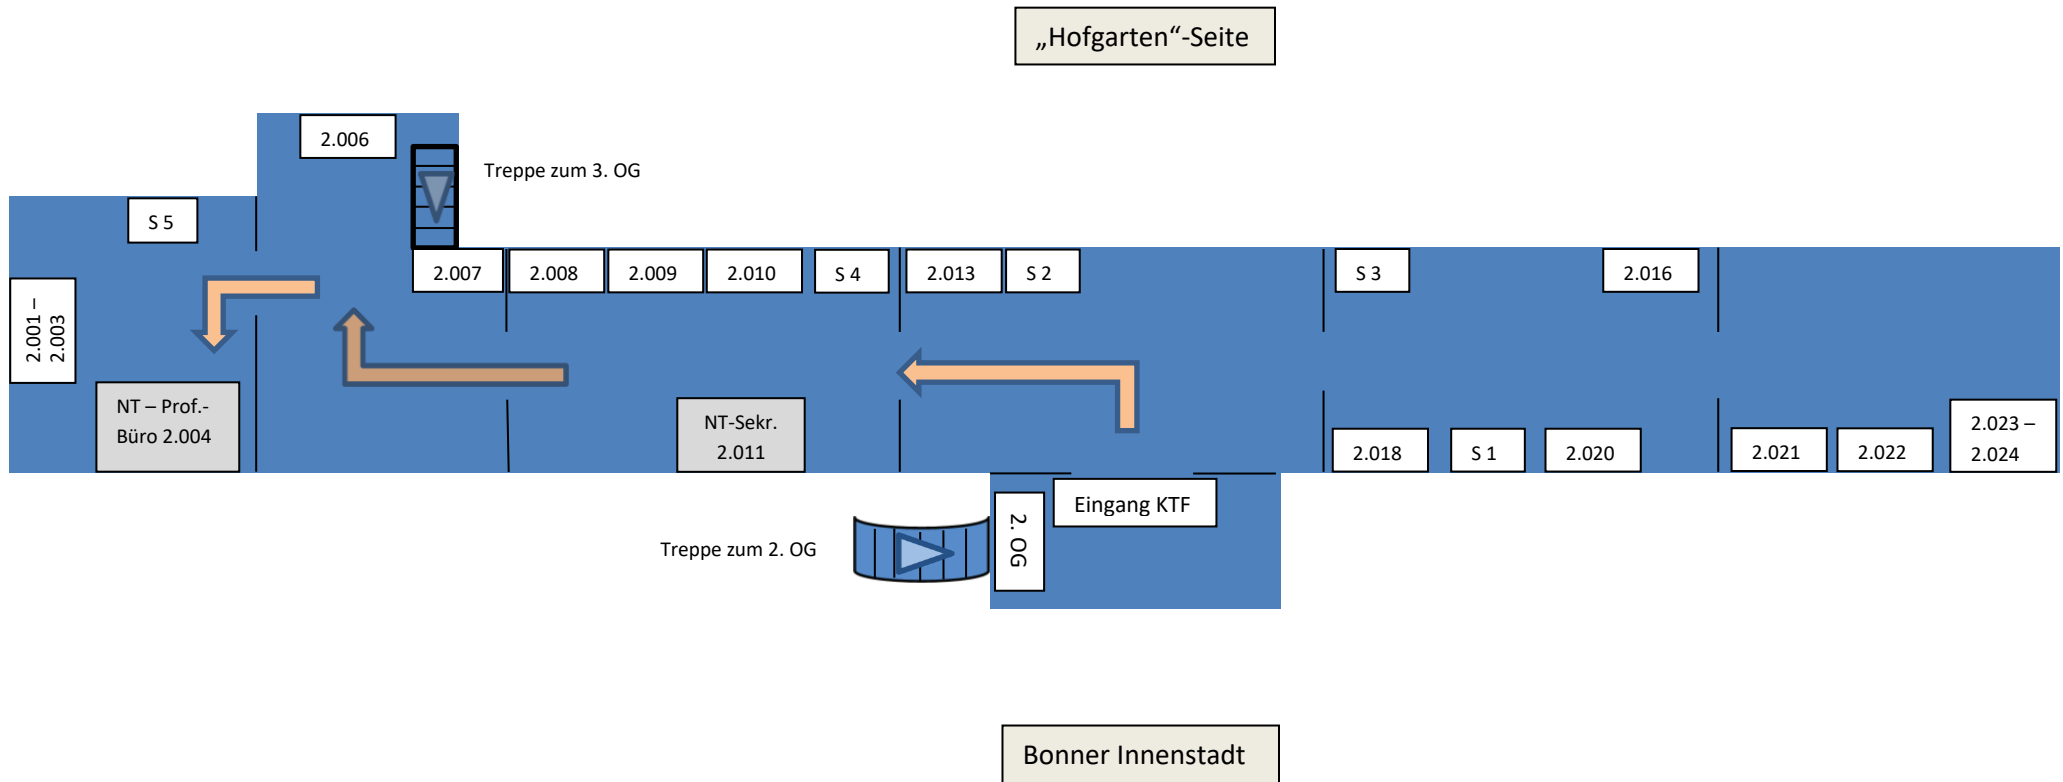 „Hofgarten“-Seite
2.006
Treppe zum 3. OG
S 5
2.007
2.008
2.009
2.010
S 4
2.013
S 2
S 3
2.016
2.001 –
2.003
NT – Prof.-
Büro 2.004
NT-Sekr.
2.011
2.018
S 1
2.020
2.021
2.022
2.023 –
2.024
Eingang KTF
2. OG
Treppe zum 2. OG
Bonner Innenstadt